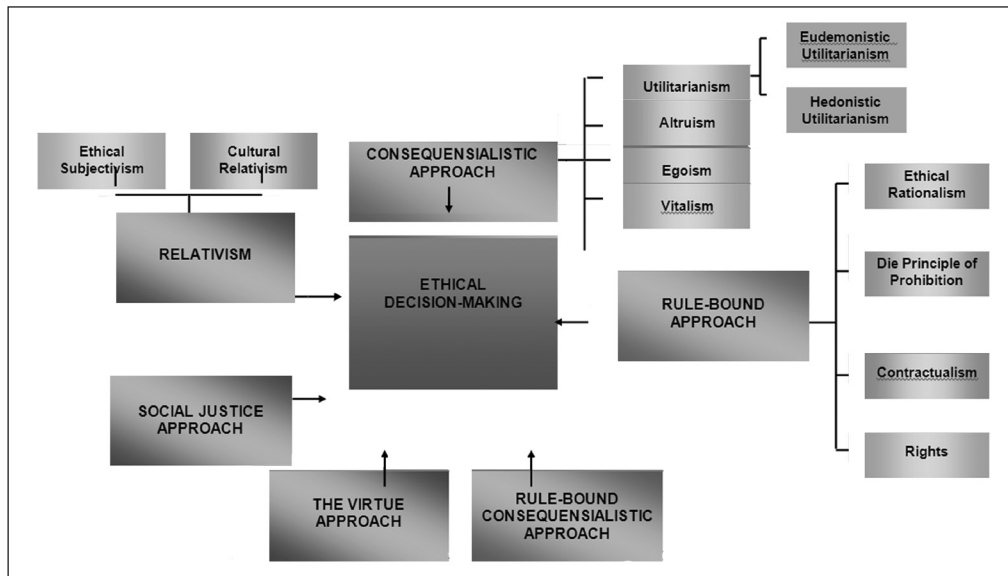 Eudemonistic
Utilitarianism
Utilitarianism
Hedonistic
Utilitarianism
Altruism
Ethical
Subjectivism
Cultural
Relativism
CONSEQUENSIALISTIC
APPROACH
Egoism
Vitalism
Ethical
Rationalism
RELATIVISM
ETHICAL
DECISION-MAKING
Die Principle of
Prohibition
RULE-BOUND
APPROACH
Contractualism
SOCIAL JUSTICE
APPROACH
Rights
THE VIRTUE
APPROACH
RULE-BOUND
CONSEQUENSIALISTIC
APPROACH